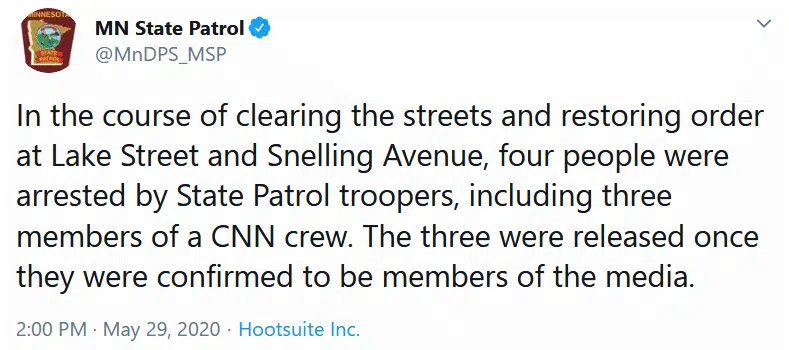 MINNESOTA
MN State Patrol
@MnDPS_MSP
In the course of clearing the streets and restoring order
at Lake Street and Snelling Avenue, four people were
arrested by State Patrol troopers, including three
members of a CNN crew. The three were released once
they were confirmed to be members of the media.
2:00 PM · May 29, 2020 · Hootsuite Inc.